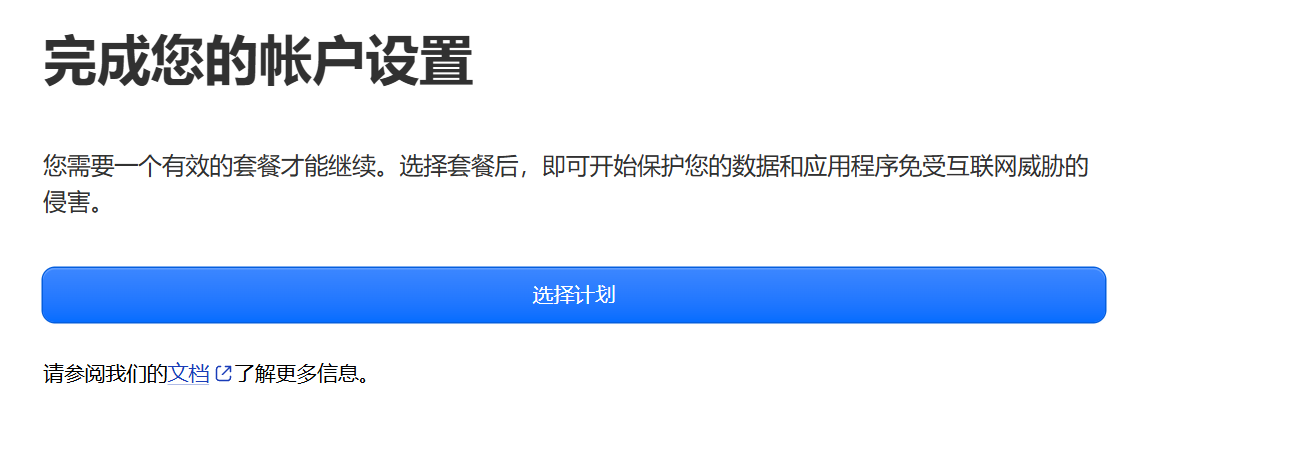 完成您的帐户设置
您需要一个有效的套餐才能继续。选择套餐后，即可开始保护您的数据和应用程序免受互联网威胁的
侵害。
选择计划
请参阅我们的文档了解更多信息。